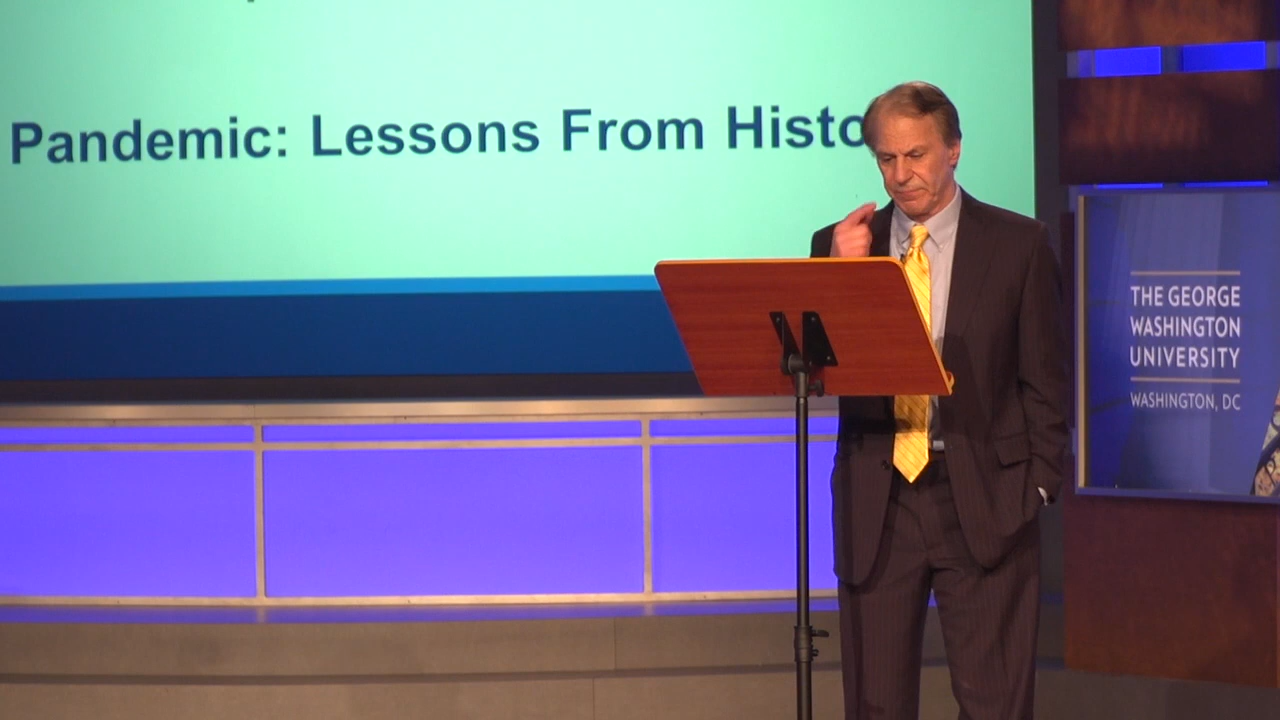 Pandemic: Lessons From Histo
THE GEORGE
WASHINGTON
UNIVERSITY
WASHINGTON, DC